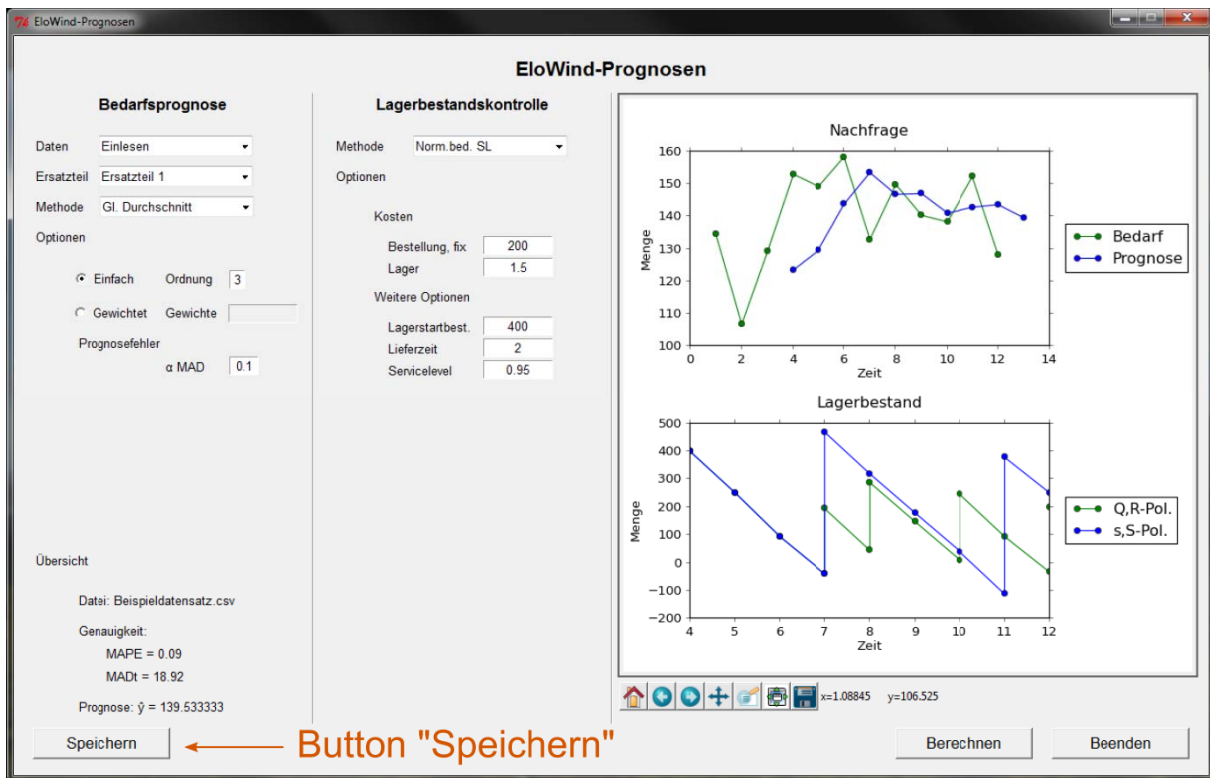 EloWind-Prognosen
EloWind-Prognosen
Bedarfsprognose
Daten Einlesen
Ersatzteil Ersatzteil 1
Methode Gl. Durchschnitt
Optionen
Einfach Ordnung 3
Gewichtet Gewichte
Prognosefehler
α MAD 0.1
Übersicht
Datei: Beispieldatensatz.csv
Genauigkeit:
MAPE = 0.09
MADt = 18.92
Prognose: ŷ = 139.533333
Speichern
Button "Speichern"
Lagerbestandskontrolle
Methode Norm.bed. SL
Optionen
Kosten
Bestellung, fix 200
Lager 1.5
Weitere Optionen
Lagerstartbest. 400
Lieferzeit 2
Servicelevel 0.95
Nachfrage
Menge
160
150
140
130
120
110
100
0 2 4 6 8 10 12 14
Zeit
Bedarf
Prognose
Lagerbestand
Menge
500
400
300
200
100
0
−100
−200
4 5 6 7 8 9 10 11 12
Zeit
Q,R-Pol.
s,S-Pol.
x=1.08845 y=106.525
Berechnen
Beenden